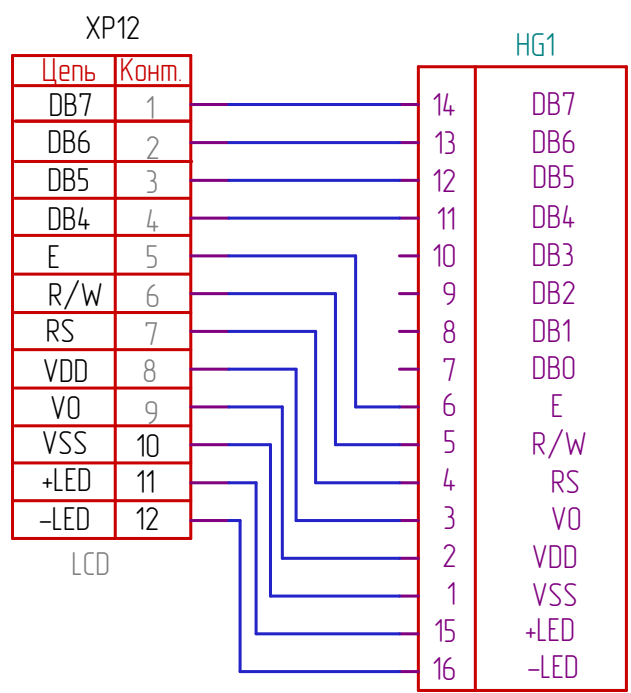 XP12
Цепь Конт.
DB7 1
DB6 2
DB5 3
DB4 4
E 5
R/W 6
RS 7
VDD 8
V0 9
VSS 10
+LED 11
–LED 12
LCD
HG1
14 DB7
13 DB6
12 DB5
11 DB4
10 DB3
9 DB2
8 DB1
7 DB0
6 E
5 R/W
4 RS
3 V0
2 VDD
1 VSS
15 +LED
16 –LED